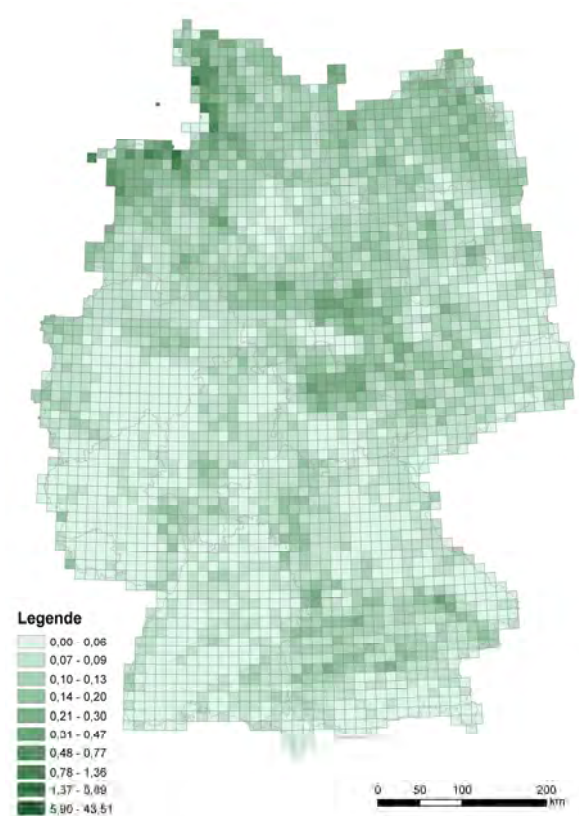 Legende
0,00 - 0,06
0,07 - 0,09
0,10 - 0,13
0,14 - 0,20
0,21 - 0,30
0,31 - 0,47
0,48 - 0,77
0,78 - 1,36
1,37 - 5,89
5,90 - 43,51
0 50 100 200
km